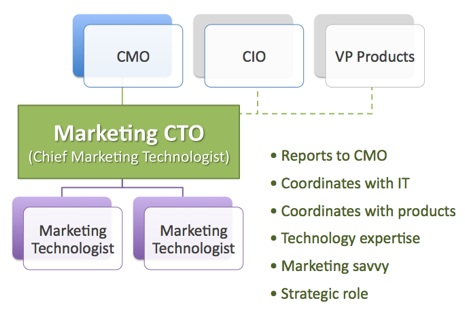 CMO
CIO
VP Products
Marketing CTO
(Chief Marketing Technologist)
Marketing
Technologist
Marketing
Technologist
• Reports to CMO
• Coordinates with IT
• Coordinates with products
• Technology expertise
• Marketing savvy
• Strategic role